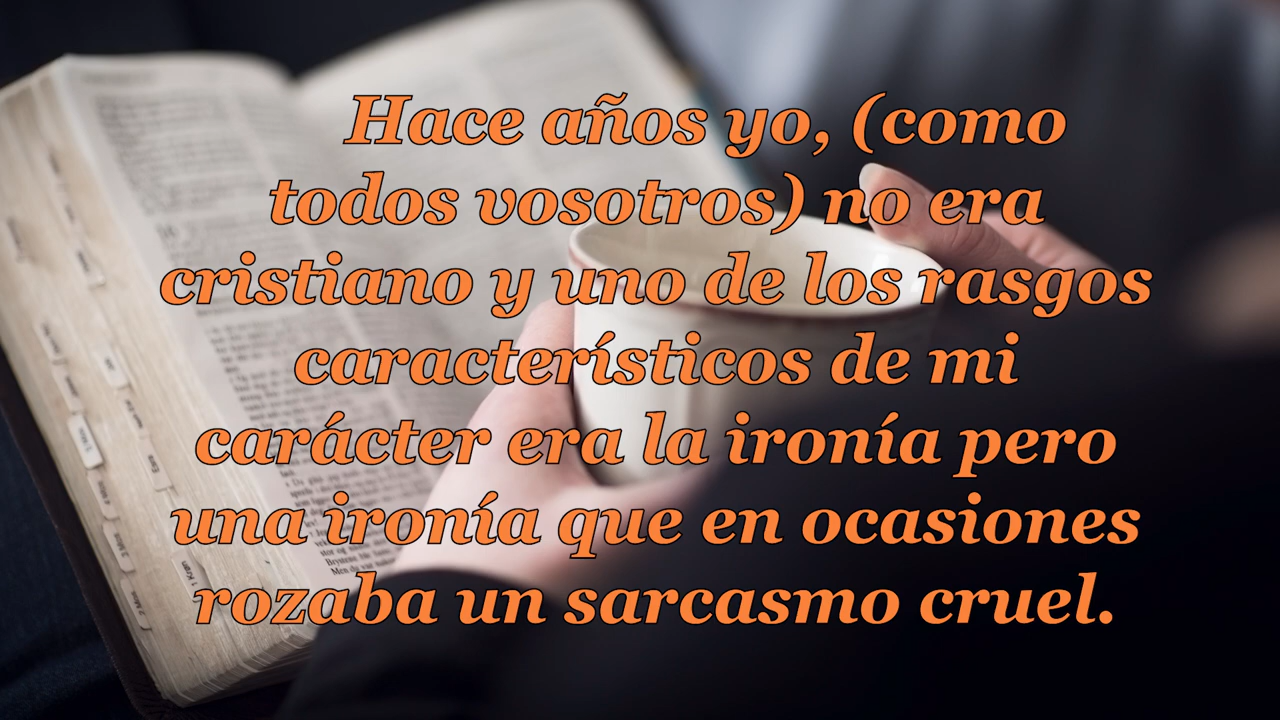 Hace años yo, (como
todos vosotros) no era
cristiano y uno de los rasgos
característicos de mi
carácter era la ironía pero
una ironía que en ocasiones
rozaba un sarcasmo cruel.